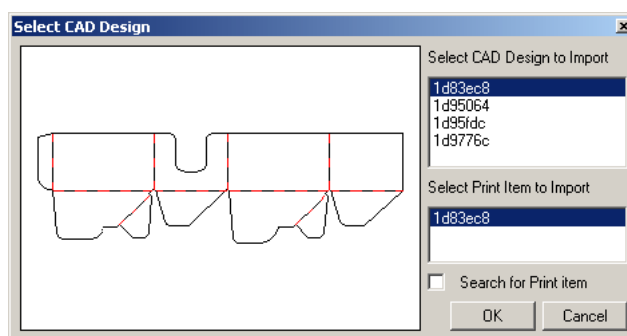 Select CAD Design
Select CAD Design to Import
1d83ec8
1d95064
1d95fdc
1d9776c
Select Print Item to Import
1d83ec8
Search for Print item
OK
Cancel